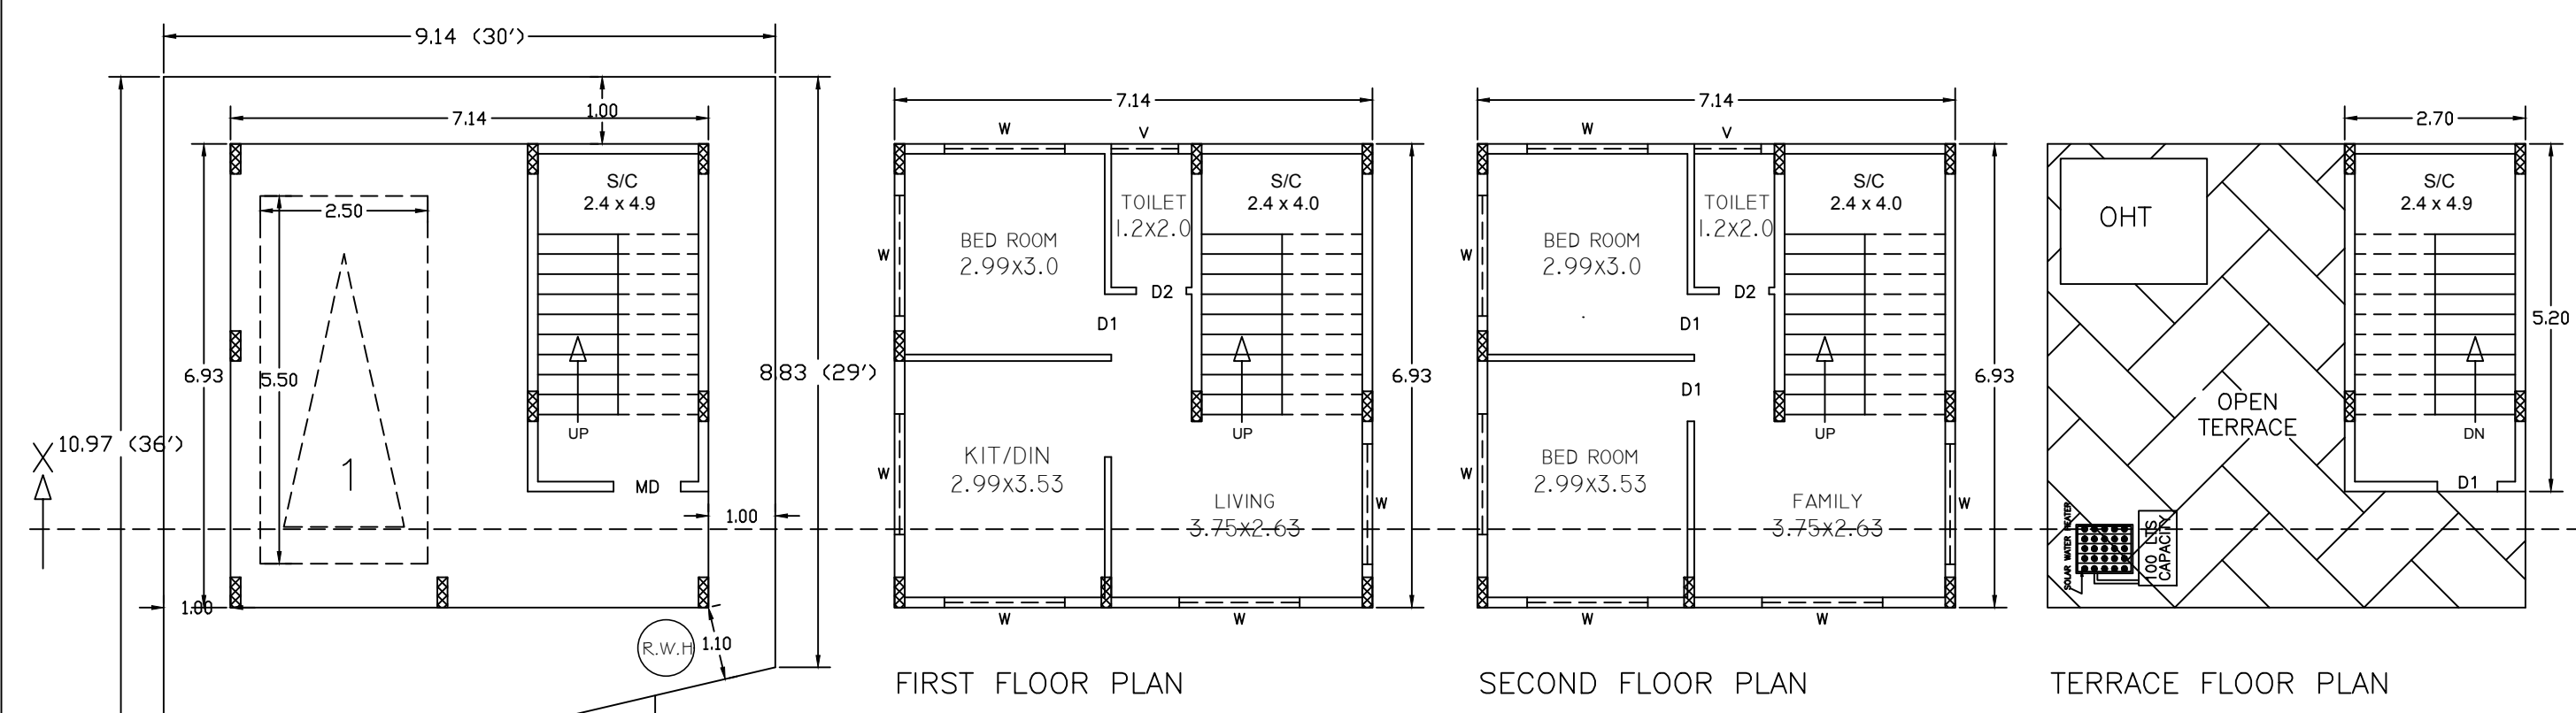 9.14 (30')
7.14
1.00
S/C
2.4 x 4.9
2.50
5.50
6.93
10.97 (36')
8.83 (29')
X
1
UP
MD
1.00
1.00
1.10
R.W.H
7.14
W
V
S/C
2.4 x 4.0
TOILET
1.2X2.0
BED ROOM
2.99X3.0
W
D2
D1
6.93
UP
KIT/DIN
2.99X3.53
W
LIVING
3.75X2.63
W
W
W
FIRST FLOOR PLAN
7.14
W
V
S/C
2.4 x 4.0
TOILET
1.2X2.0
BED ROOM
2.99X3.0
W
D2
D1
D1
6.93
UP
BED ROOM
2.99X3.53
W
FAMILY
3.75X2.63
W
W
W
SECOND FLOOR PLAN
2.70
S/C
2.4 x 4.9
OHT
5.20
OPEN
TERRACE
DN
D1
SOLAR WATER HEATER
100 LTS
CAPACITY
TERRACE FLOOR PLAN